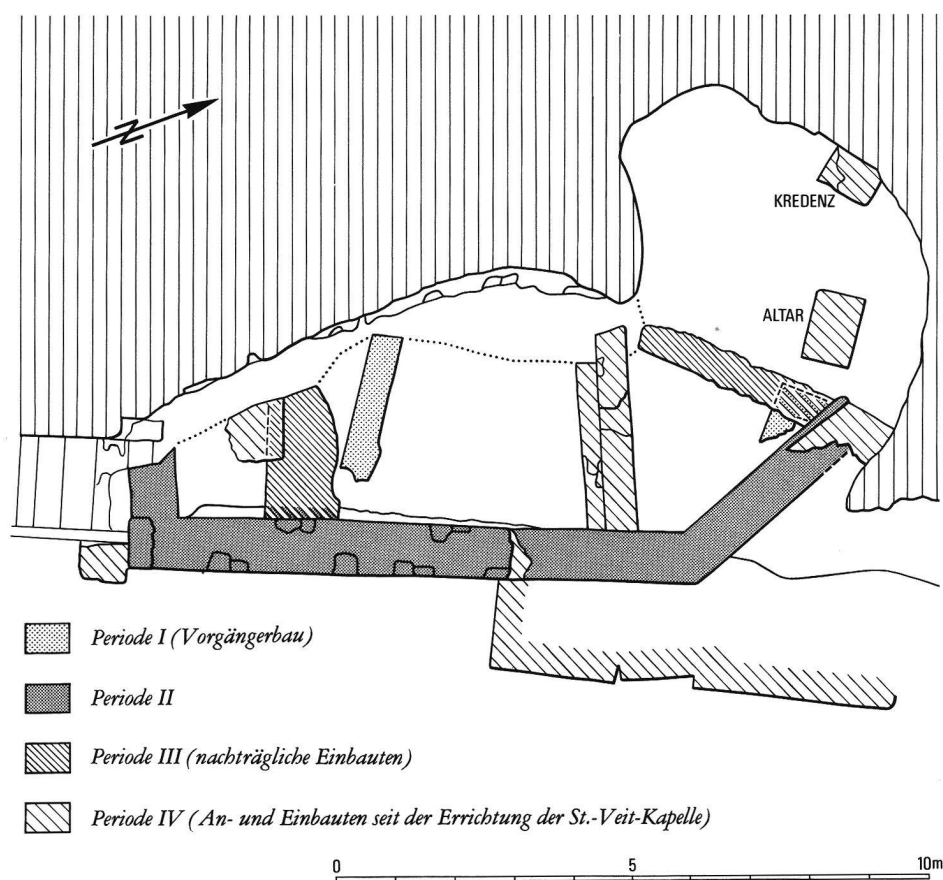 N
KREDENZ
ALTAR
Periode I (Vorgängerbau)
Periode II
Periode III (nachträgliche Einbauten)
Periode IV (An- und Einbauten seit der Errichtung der St.-Veit-Kapelle)
0 5 10m